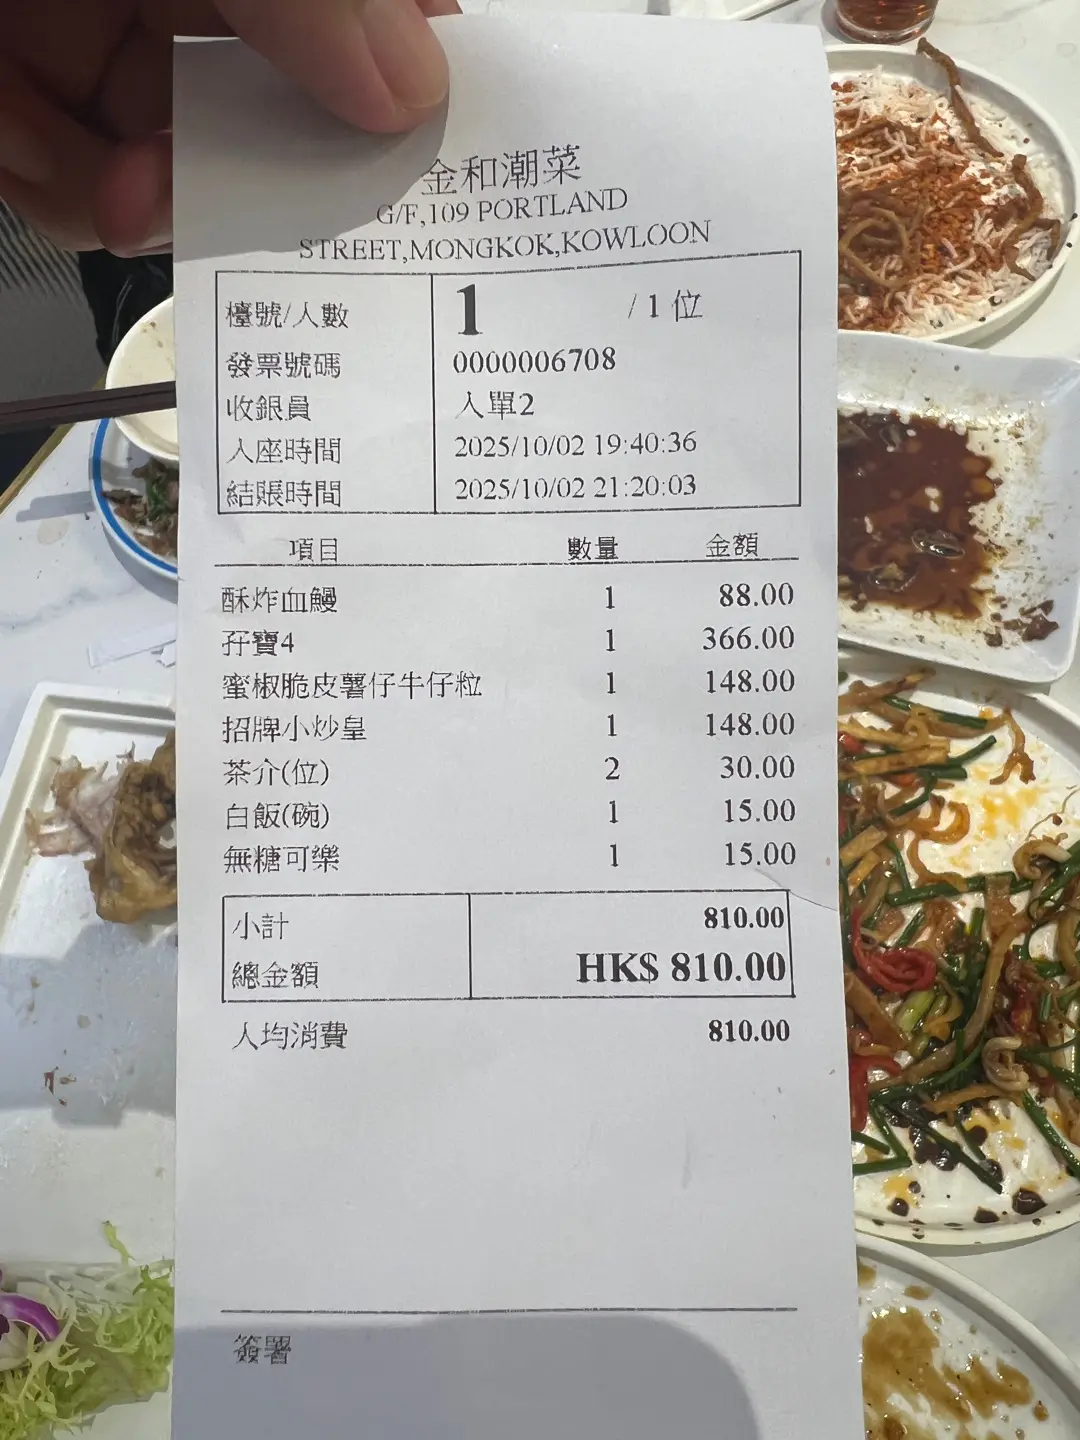 金和潮菜
G/F,109 PORTLAND
STREET,MONGKOK,KOWLOON
檯號/人數 1 / 1 位
發票號碼 0000006708
收銀員 入單2
入座時間 2025/10/02 19:40:36
結賬時間 2025/10/02 21:20:03
項目 數量 金額
酥炸血鰻 1 88.00
孖寶4 1 366.00
蜜椒脆皮薯仔牛仔粒 1 148.00
招牌小炒皇 1 148.00
茶介(位) 2 30.00
白飯(碗) 1 15.00
無糖可樂 1 15.00
小計 810.00
總金額 HK$ 810.00
人均消費 810.00
簽署